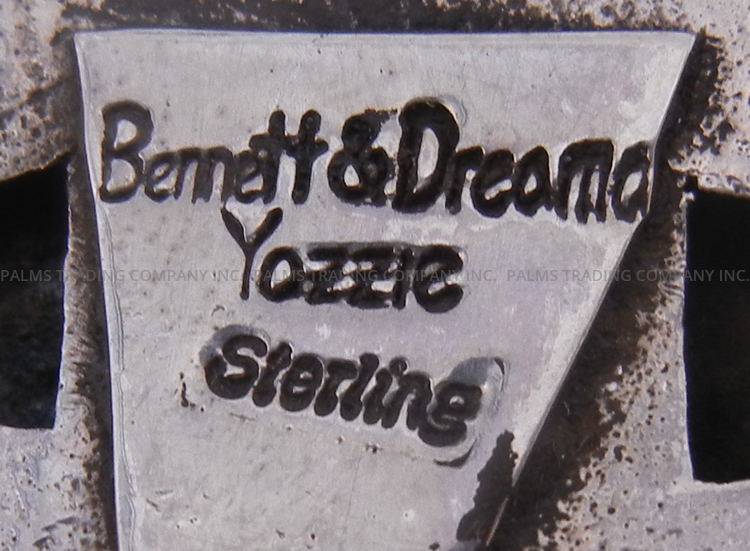 Bennett & Dreama
Yazzie
PALMS TRADING COMPANY INC. PALMS TRADING COMPANY INC. PALMS TRADING COMPANY INC.
Sterling